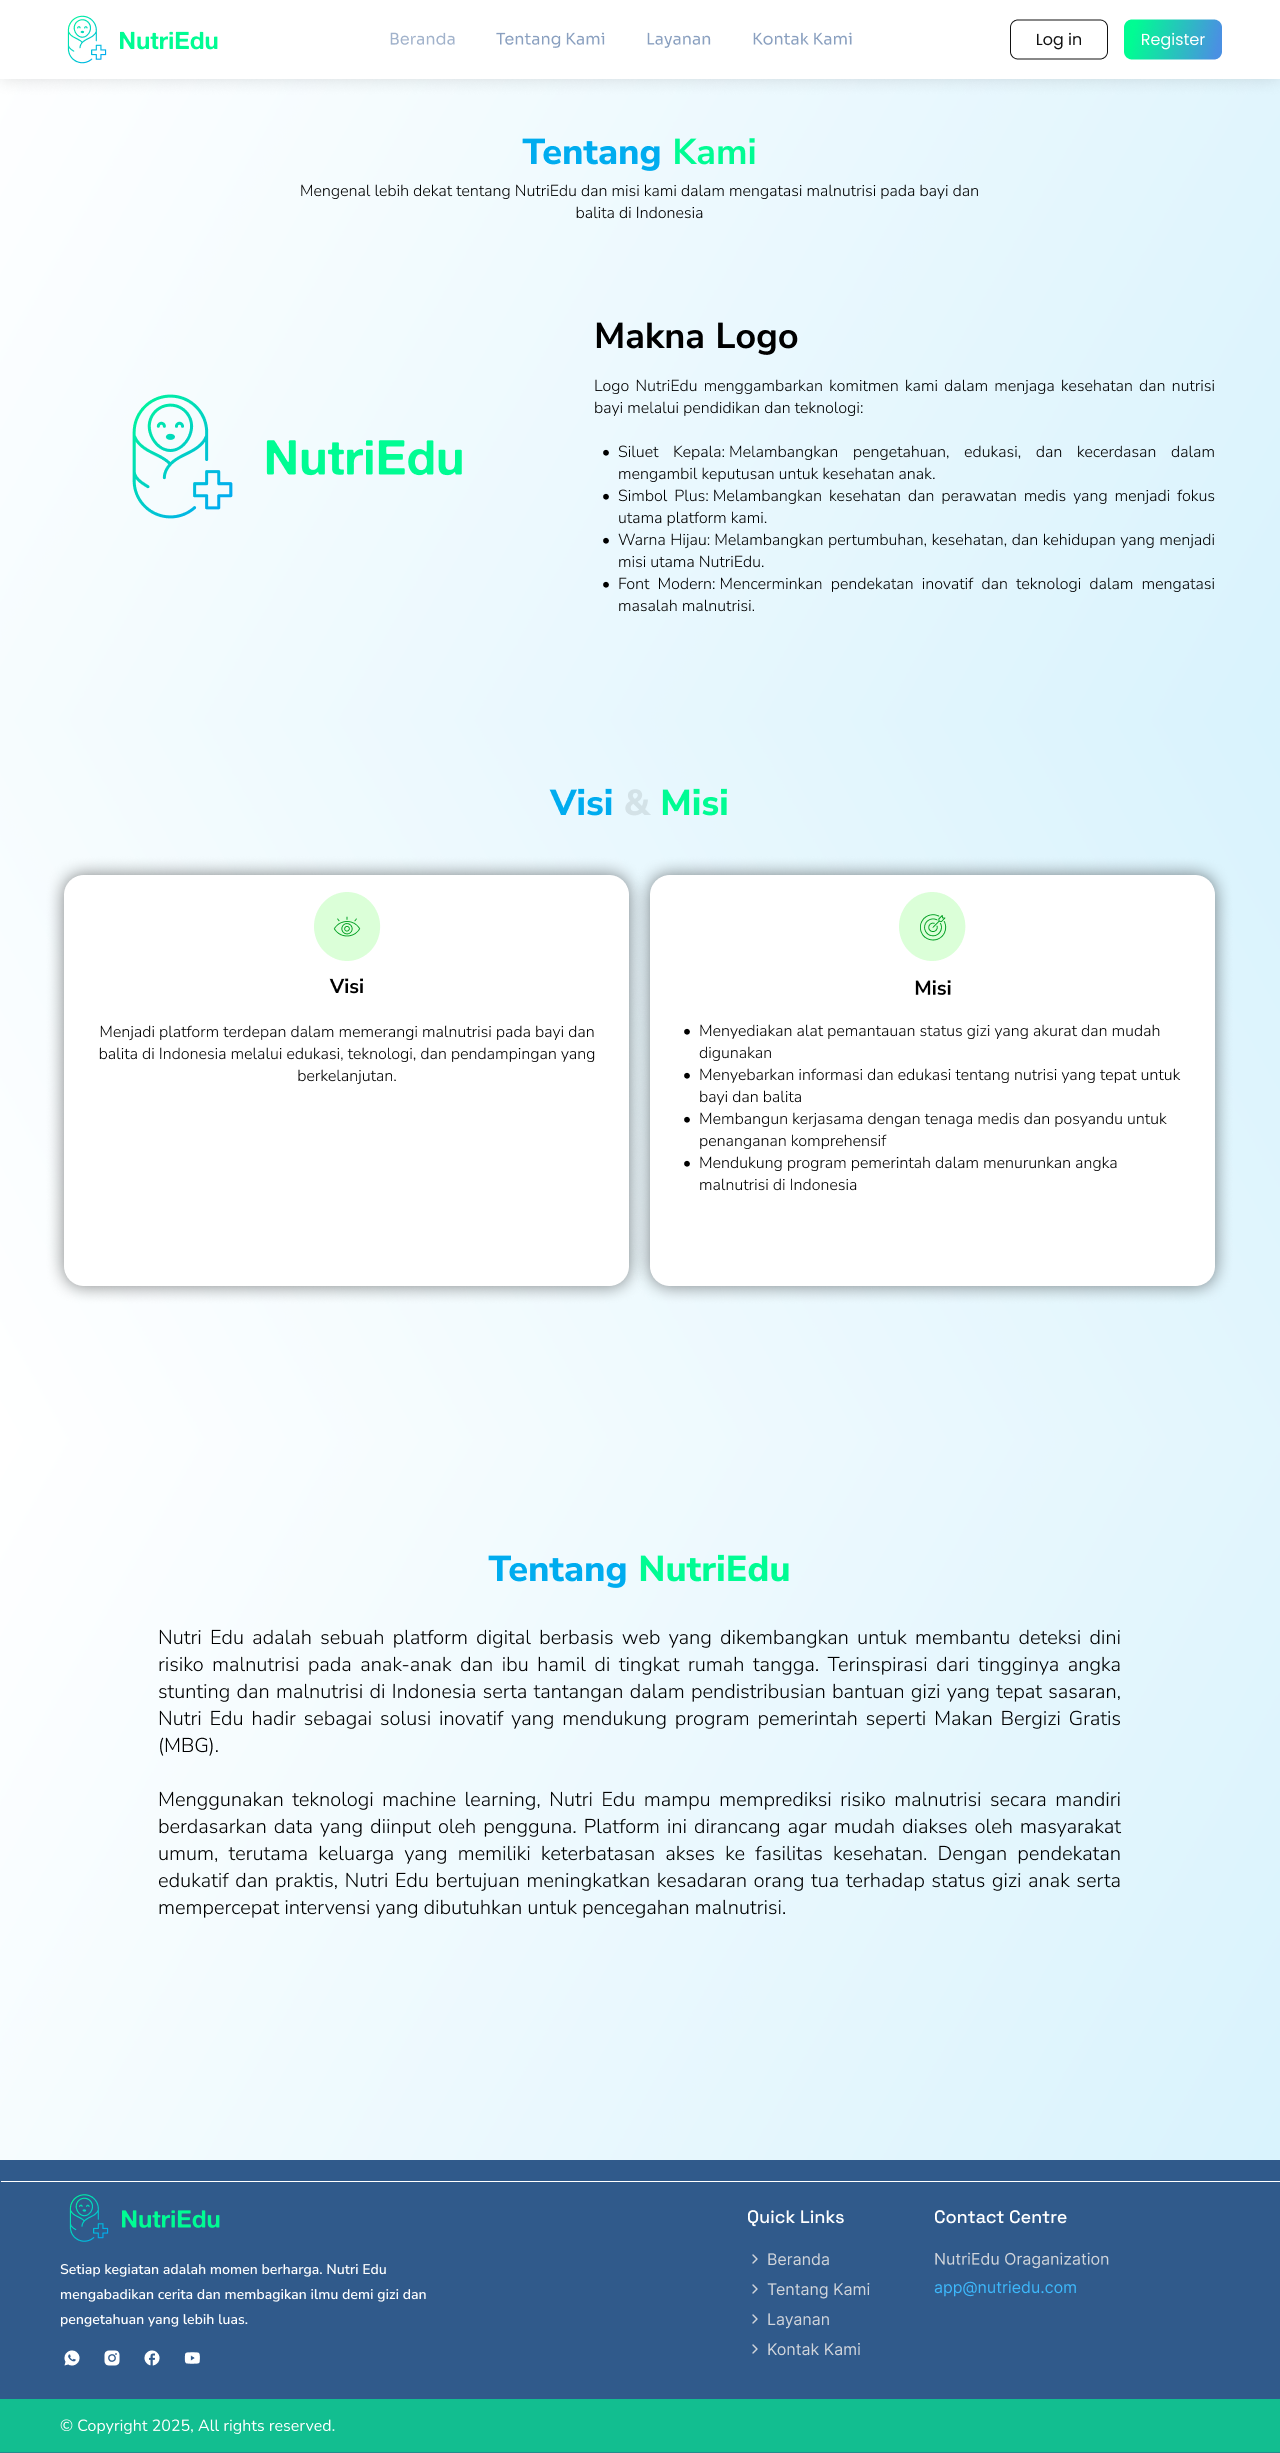 NutriEdu
Beranda
Tentang Kami
Layanan
Kontak Kami
Log in
Register
Tentang Kami
Mengenal lebih dekat tentang NutriEdu dan misi kami dalam mengatasi malnutrisi pada bayi dan
balita di Indonesia
NutriEdu
Makna Logo
Logo NutriEdu menggambarkan komitmen kami dalam menjaga kesehatan dan nutrisi
bayi melalui pendidikan dan teknologi:
• Siluet Kepala: Melambangkan pengetahuan, edukasi, dan kecerdasan dalam
mengambil keputusan untuk kesehatan anak.
• Simbol Plus: Melambangkan kesehatan dan perawatan medis yang menjadi fokus
utama platform kami.
• Warna Hijau: Melambangkan pertumbuhan, kesehatan, dan kehidupan yang menjadi
misi utama NutriEdu.
• Font Modern: Mencerminkan pendekatan inovatif dan teknologi dalam mengatasi
masalah malnutrisi.
Visi & Misi
Visi
Menjadi platform terdepan dalam memerangi malnutrisi pada bayi dan
balita di Indonesia melalui edukasi, teknologi, dan pendampingan yang
berkelanjutan.
Misi
• Menyediakan alat pemantauan status gizi yang akurat dan mudah
digunakan
• Menyebarkan informasi dan edukasi tentang nutrisi yang tepat untuk
bayi dan balita
• Membangun kerjasama dengan tenaga medis dan posyandu untuk
penanganan komprehensif
• Mendukung program pemerintah dalam menurunkan angka
malnutrisi di Indonesia
Tentang NutriEdu
Nutri Edu adalah sebuah platform digital berbasis web yang dikembangkan untuk membantu deteksi dini
risiko malnutrisi pada anak-anak dan ibu hamil di tingkat rumah tangga. Terinspirasi dari tingginya angka
stunting dan malnutrisi di Indonesia serta tantangan dalam pendistribusian bantuan gizi yang tepat sasaran,
Nutri Edu hadir sebagai solusi inovatif yang mendukung program pemerintah seperti Makan Bergizi Gratis
(MBG).
Menggunakan teknologi machine learning, Nutri Edu mampu memprediksi risiko malnutrisi secara mandiri
berdasarkan data yang diinput oleh pengguna. Platform ini dirancang agar mudah diakses oleh masyarakat
umum, terutama keluarga yang memiliki keterbatasan akses ke fasilitas kesehatan. Dengan pendekatan
edukatif dan praktis, Nutri Edu bertujuan meningkatkan kesadaran orang tua terhadap status gizi anak serta
mempercepat intervensi yang dibutuhkan untuk pencegahan malnutrisi.
NutriEdu
Setiap kegiatan adalah momen berharga. Nutri Edu
mengabadikan cerita dan membagikan ilmu demi gizi dan
pengetahuan yang lebih luas.
Quick Links
Beranda
Tentang Kami
Layanan
Kontak Kami
Contact Centre
NutriEdu Oraganization
app@nutriedu.com
© Copyright 2025, All rights reserved.